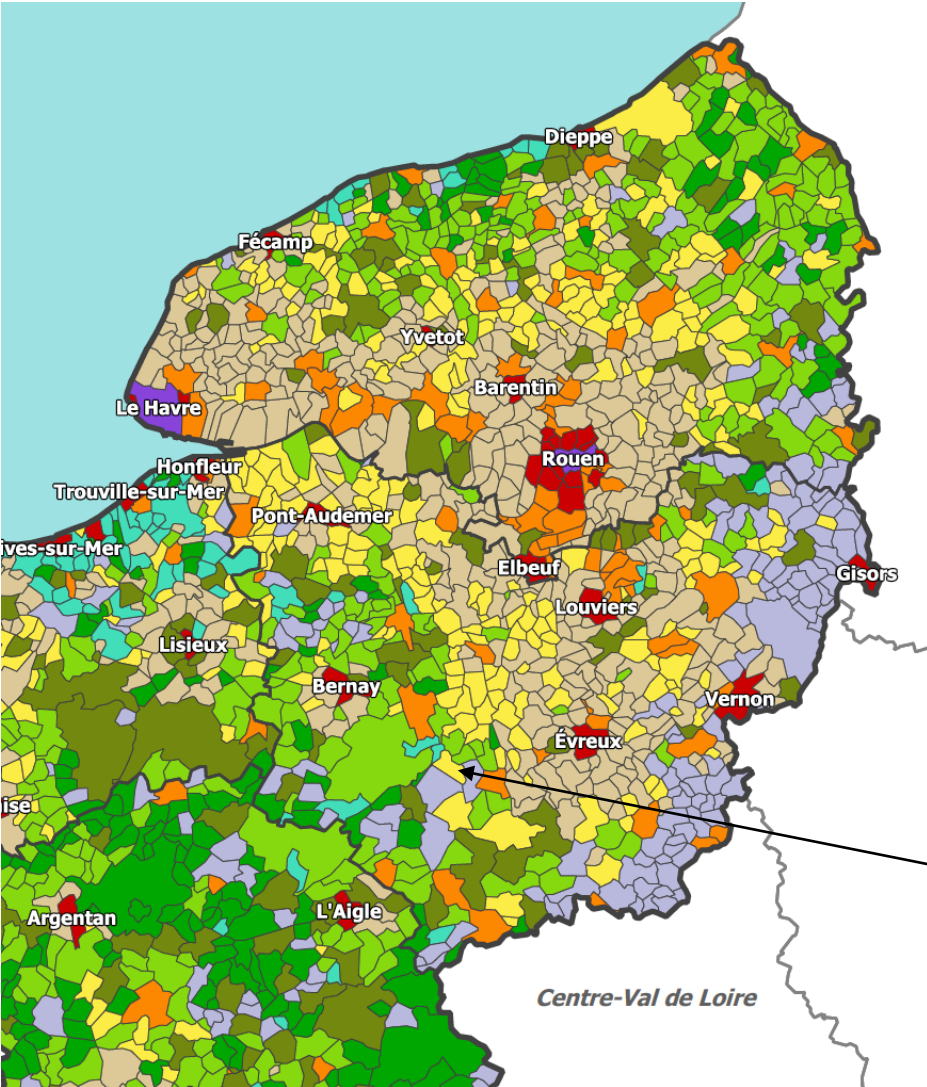 Dieppe
Fécamp
Yvetot
Barentin
Le Havre
Rouen
Honfleur
Trouville-sur-Mer
Pont-Audemer
ives-sur-Mer
Elbeuf
Gisors
Louviers
Lisieux
Bernay
Vernon
Évreux
aise
L'Aigle
Argentan
Centre-Val de Loire